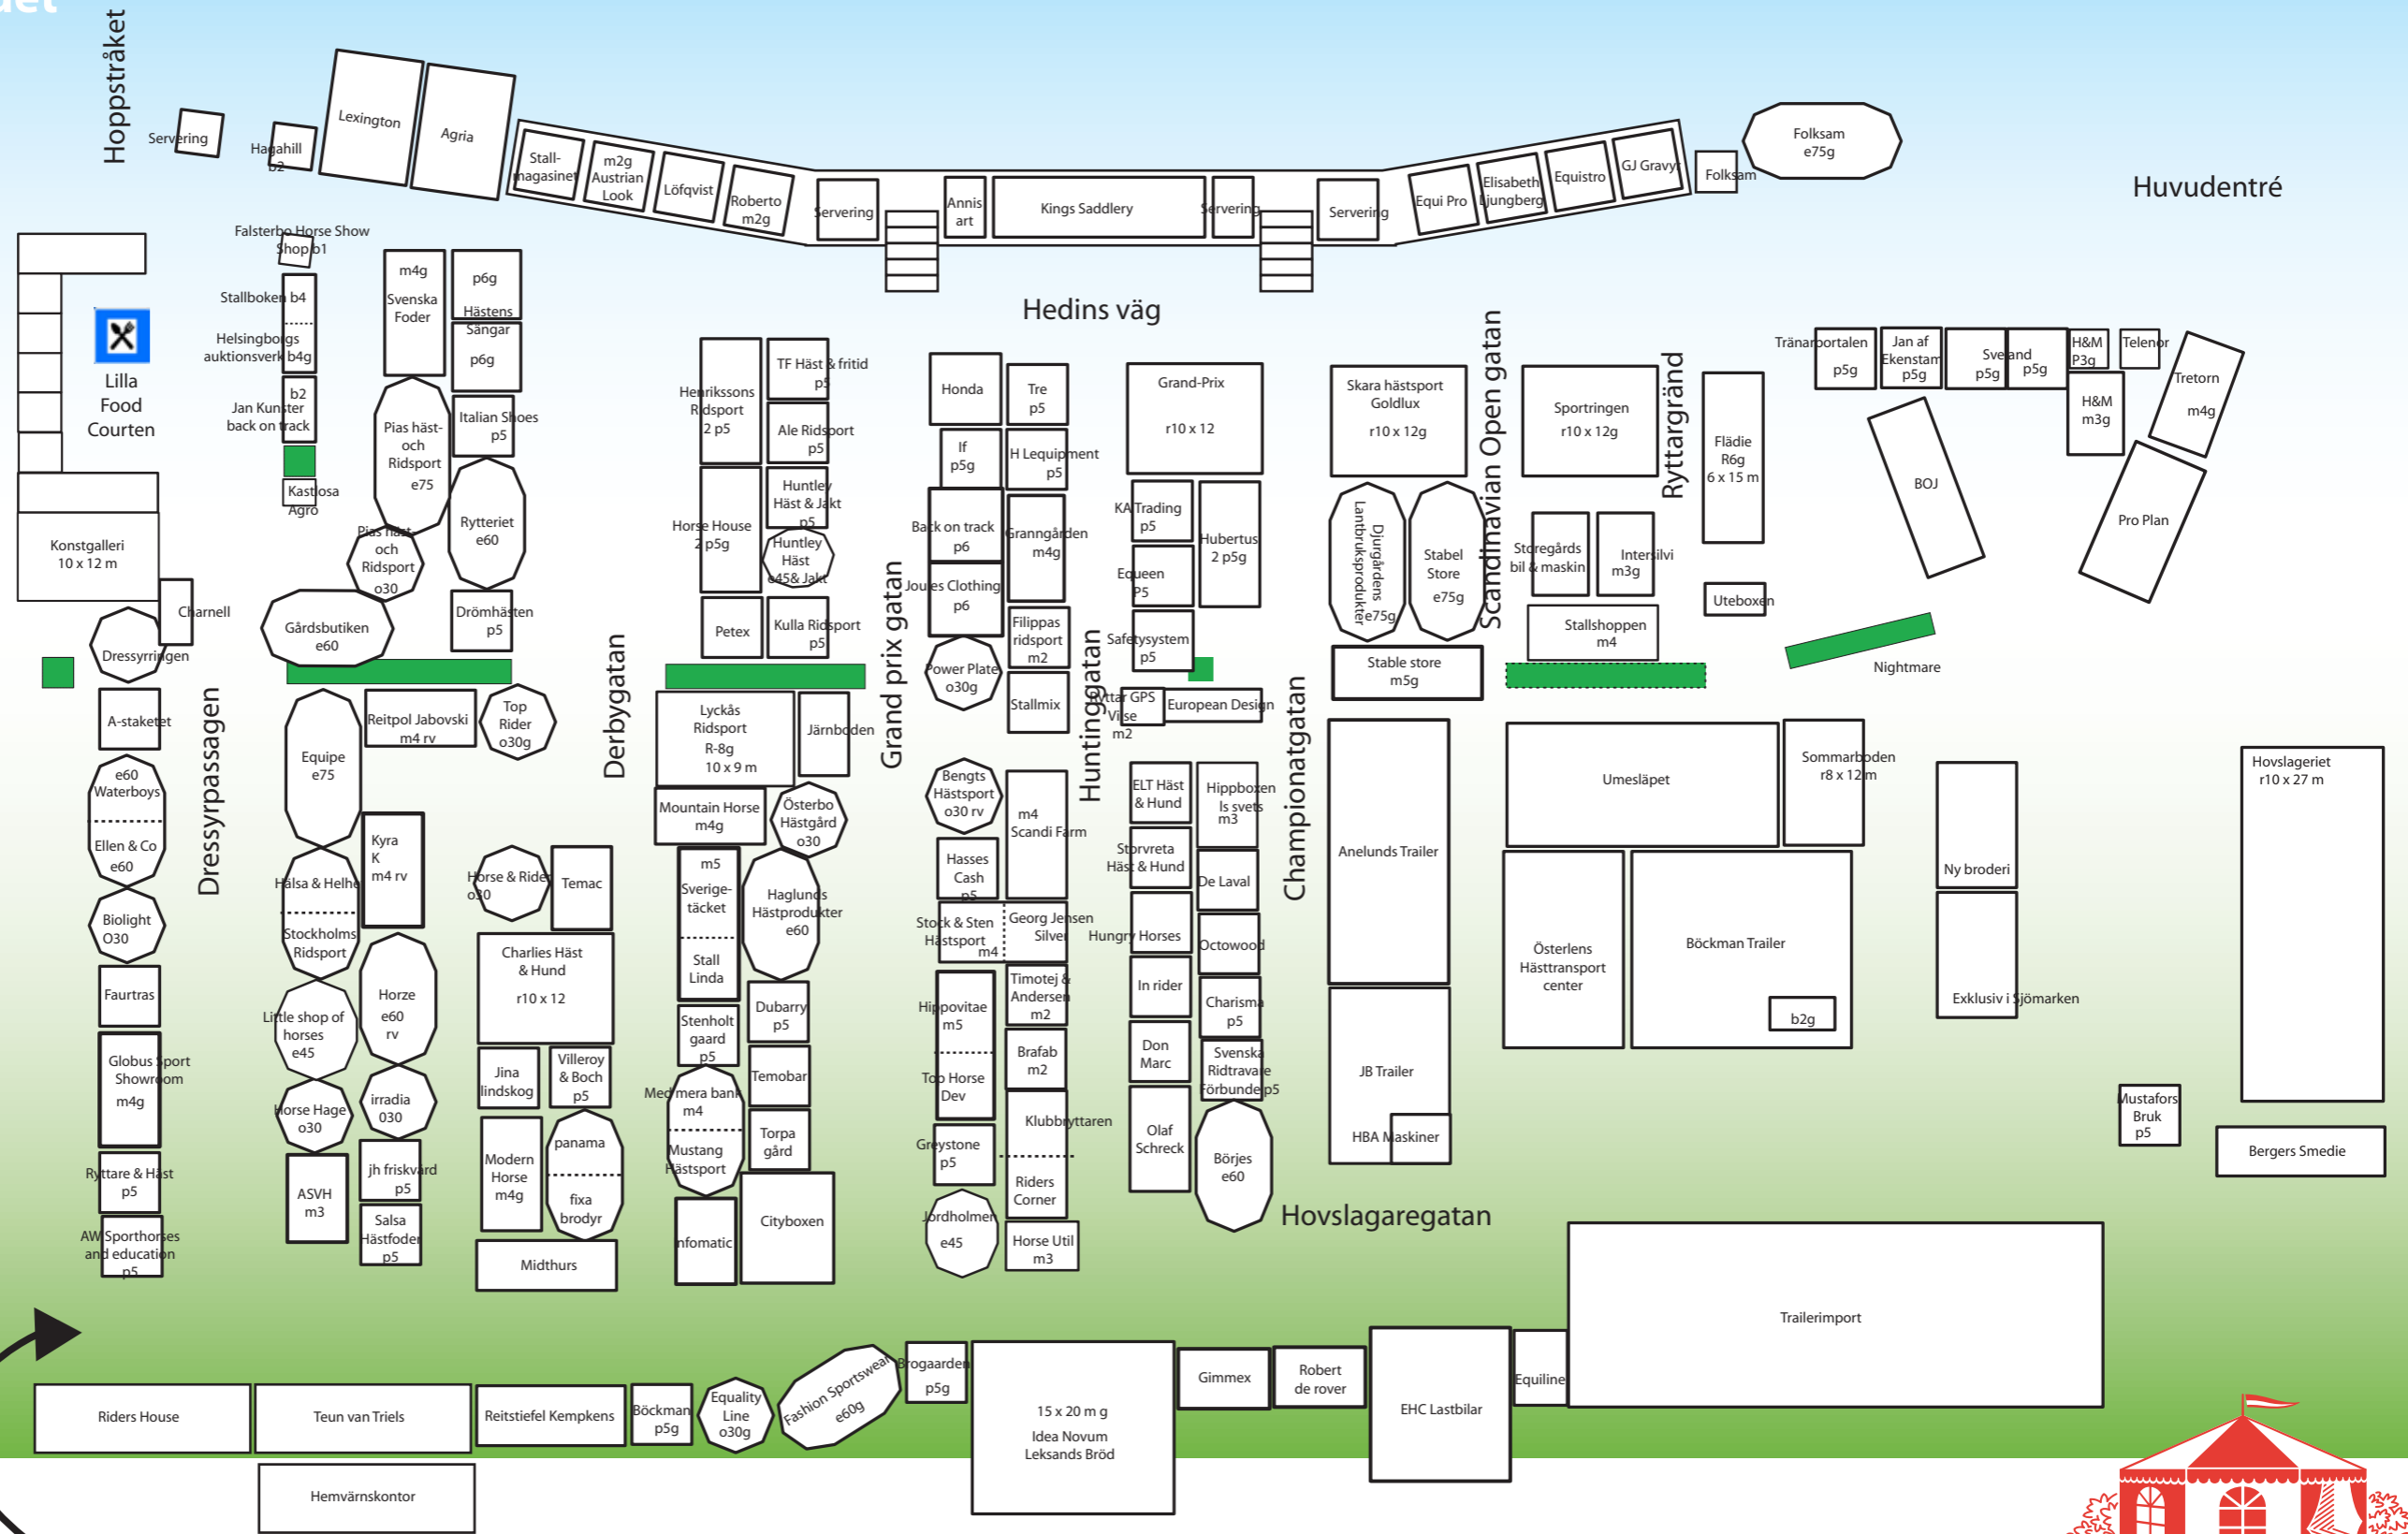 Hoppstråket
Servering
Hagahill
b2
Lexington
Agria
Stall-
magasinet
m2g
Austrian
Look
Löfqvist
Roberto
m2g
Servering
Annis
art
Kings Saddlery
Servering
Servering
Equi Pro
Elisabeth
Ljungberg
Equistro
GJ Gravyr
Folksam
Folksam
e75g
Huvudentré
Hedins väg
Lilla
Food
Courten
Konstgalleri
10 x 12 m
Charnell
Dressyrringen
A-staketet
e60
Waterboys
Ellen & Co
e60
Biolight
O30
Faurtras
Globus Sport
Showroom
m4g
Ryttare & Häst
p5
AW Sporthorses
and education
p5
Dressyrpassagen
Falsterbo Horse Show
Shop b1
Stallboken b4
Helsingborgs
auktionsverk b4g
b2
Jan Kunster
back on track
Kastlosa
Agro
m4g
Svenska
Foder
p6g
Hästens
Sängar
p6g
Pias häst-
och
Ridsport
e75
Italian Shoes
p5
Rytteriet
e60
Pias häst-
och
Ridsport
o30
Gårdsbutiken
e60
Drömhästen
p5
Equipe
e75
Reitpol Jabovski
m4 rv
Top
Rider
o30g
Kyra
K
m4 rv
Hälsa & Helhe
Stockholms
Ridsport
Horze
e60
rv
Little shop of
horses
e45
Horse Hage
o30
irradia
030
ASVH
m3
jh friskvård
p5
Salsa
Hästfoder
p5
Horse & Rider
o30
Temac
Charlies Häst
& Hund
r10 x 12
Jina
lindskog
Villeroy
& Boch
p5
Modern
Horse
m4g
panama
fixa
brodyr
Midthurs
Derbygatan
Henrikssons
Ridsport
2 p5
TF Häst & fritid
p5
Ale Ridsport
p5
Horse House
2 p5g
Huntley
Häst & Jakt
p5
Huntley
Häst
o45& Jakt
Petex
Kulla Ridsport
p5
Lyckås
Ridsport
R-8g
10 x 9 m
Järnboden
Mountain Horse
m4g
Österbo
Hästgård
o30
m5
Sverige-
täcket
Stall
Linda
Haglunds
Hästprodukter
e60
Stenholt
gaard
p5
Dubarry
p5
Temobar
Med mera bank
m4
Mustang
Hästsport
Torpa
gård
nfomatic
Cityboxen
Grand prix gatan
Honda
Tre
p5
If
p5g
H Lequipment
p5
Back on track
p6
Granngården
m4g
Joules Clothing
p6
Filippas
ridsport
m2
Power Plate
o30g
Stallmix
Bengts
Hästsport
o30 rv
m4
Scandi Farm
Hasses
Cash
p5
Stock & Sten
Hästsport
m4
Georg Jensen
Silver
Hippovitae
m5
Top Horse
Dev
Timotej &
Andersen
m2
Brafab
m2
Klubbryttaren
Riders
Corner
Greystone
p5
Jordholmen
e45
Horse Util
m3
Huntinggatan
Grand-Prix
r10 x 12
KA Trading
p5
Hubertus
2 p5g
Equeen
P5
Safetysystem
p5
Ryttar GPS
Vilse
m2
European Design
ELT Häst
& Hund
Hippboxen
Is svets
m3
Storvreta
Häst & Hund
De Laval
Hungry Horses
Octowood
In rider
Charisma
p5
Don
Marc
Svenska
Ridtravare
Förbunde p5
Olaf
Schreck
Börjes
e60
Championatgatan
Hovslagaregatan
Skara hästsport
Goldlux
r10 x 12g
Djurgårdens
Lantbruksprodukter
e75g
Stabel
Store
e75g
Stable store
m5g
Anelunds Trailer
JB Trailer
HBA Maskiner
Scandinavian Open gatan
Sportringen
r10 x 12g
Storegårds
bil & maskin
Intersilvi
m3g
Stallshoppen
m4
Ryttargränd
Flädie
R6g
6 x 15 m
Uteboxen
Umesläpet
Sommarboden
r8 x 12 m
Österlens
Hästtransport
center
Böckman Trailer
b2g
Tränarportalen
p5g
Jan af
Ekenstam
p5g
Sveland
p5g
p5g
H&M
P3g
Telenor
H&M
m3g
Tretorn
m4g
BOJ
Pro Plan
Nightmare
Ny broderi
Exklusiv i Sjömarken
Hovslageriet
r10 x 27 m
Mustafors
Bruk
p5
Bergers Smedie
Trailerimport
Riders House
Teun van Triels
Reitstiefel Kempkens
Böckman
p5g
Equality
Line
o30g
Fashion Sportswear
e60g
Brogaarden
p5g
15 x 20 m g
Idea Novum
Leksands Bröd
Gimmex
Robert
de rover
EHC Lastbilar
Equiline
Hemvärnskontor